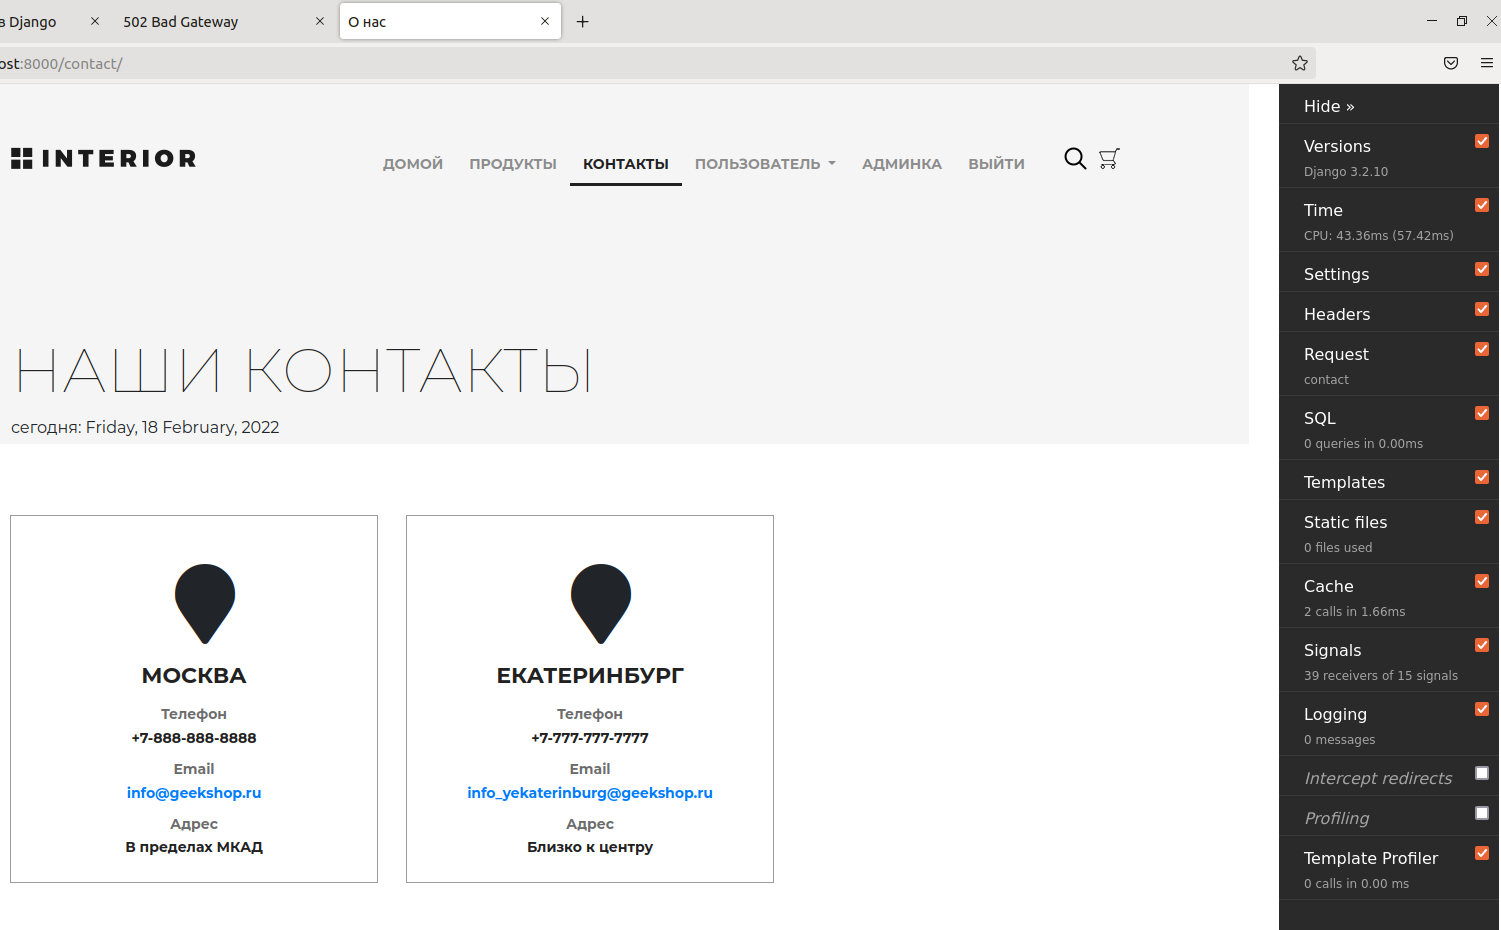 в Django
502 Bad Gateway
О нас
ost:8000/contact/
INTERIOR
ДОМОЙ ПРОДУКТЫ КОНТАКТЫ ПОЛЬЗОВАТЕЛЬ АДМИНКА ВЫЙТИ
НАШИ КОНТАКТЫ
сегодня: Friday, 18 February, 2022
МОСКВА
Телефон
+7-888-888-8888
Email
info@geekshop.ru
Адрес
В пределах МКАД
ЕКАТЕРИНБУРГ
Телефон
+7-777-777-7777
Email
info_yekaterinburg@geekshop.ru
Адрес
Близко к центру
Hide »
Versions
Django 3.2.10
Time
CPU: 43.36ms (57.42ms)
Settings
Headers
Request
contact
SQL
0 queries in 0.00ms
Templates
Static files
0 files used
Cache
2 calls in 1.66ms
Signals
39 receivers of 15 signals
Logging
0 messages
Intercept redirects
Profiling
Template Profiler
0 calls in 0.00 ms